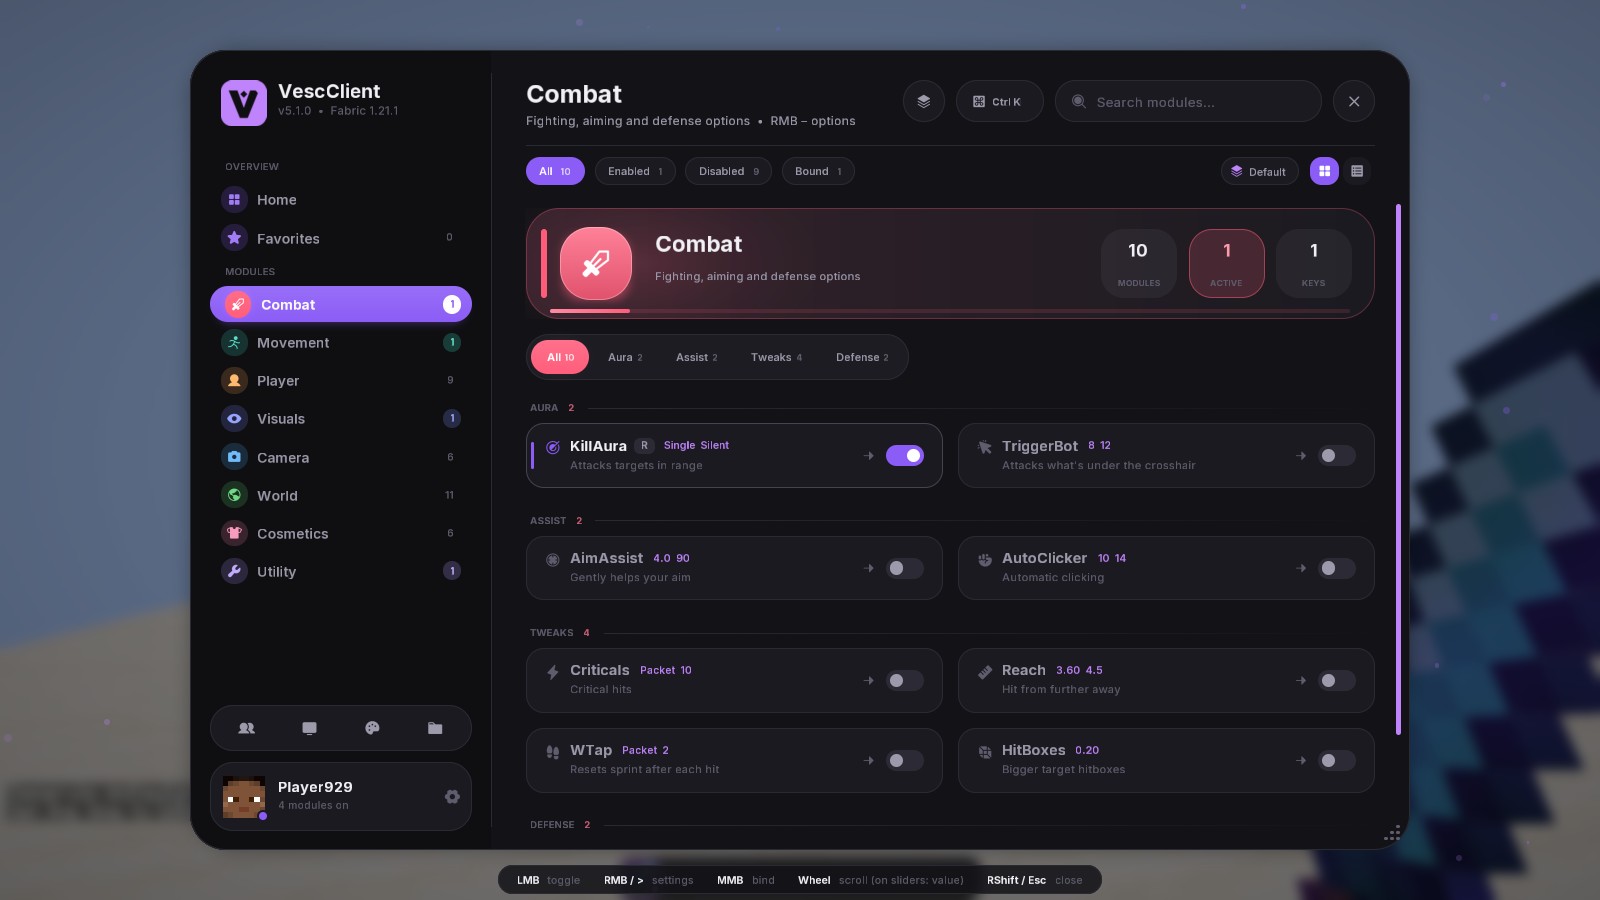 VescClient
v5.1.0 • Fabric 1.21.1
OVERVIEW
Home
Favorites 0
MODULES
Combat 1
Movement 1
Player 9
Visuals 1
Camera 6
World 11
Cosmetics 6
Utility 1
Player929
4 modules on
Combat
Fighting, aiming and defense options • RMB – options
Ctrl K
Search modules...
All 10 Enabled 1 Disabled 9 Bound 1
Default
Combat
Fighting, aiming and defense options
10 MODULES
1 ACTIVE
1 KEYS
All 10 Aura 2 Assist 2 Tweaks 4 Defense 2
AURA 2
KillAura R Single Silent
Attacks targets in range
TriggerBot 8 12
Attacks what's under the crosshair
ASSIST 2
AimAssist 4.0 90
Gently helps your aim
AutoClicker 10 14
Automatic clicking
TWEAKS 4
Criticals Packet 10
Critical hits
Reach 3.60 4.5
Hit from further away
WTap Packet 2
Resets sprint after each hit
HitBoxes 0.20
Bigger target hitboxes
DEFENSE 2
LMB toggle RMB / > settings MMB bind Wheel scroll (on sliders: value) RShift / Esc close